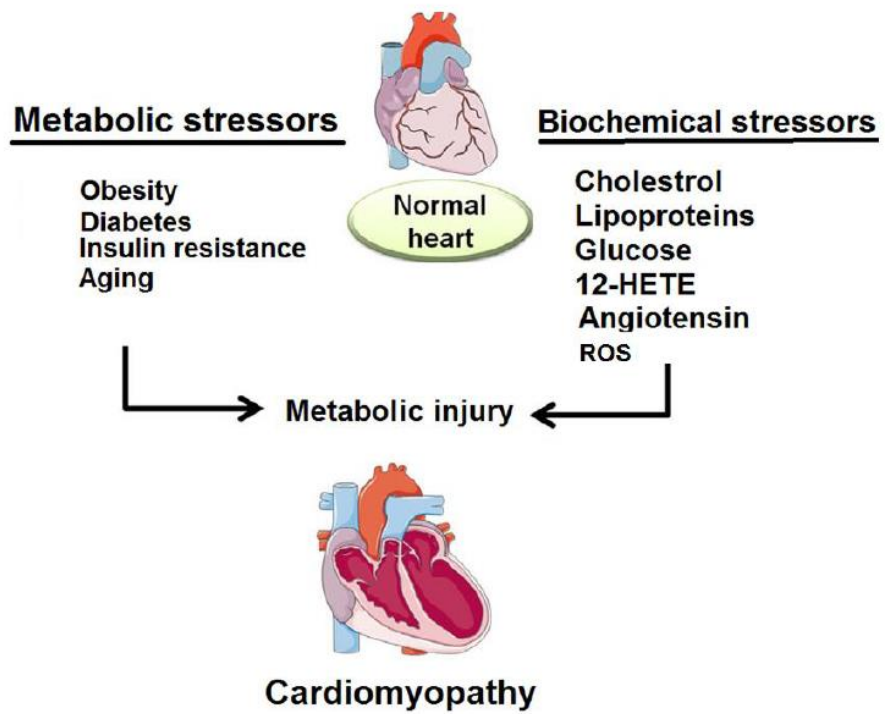 Metabolic stressors
Obesity
Diabetes
Insulin resistance
Aging
Normal
heart
Biochemical stressors
Cholestrol
Lipoproteins
Glucose
12-HETE
Angiotensin
ROS
Metabolic injury
Cardiomyopathy